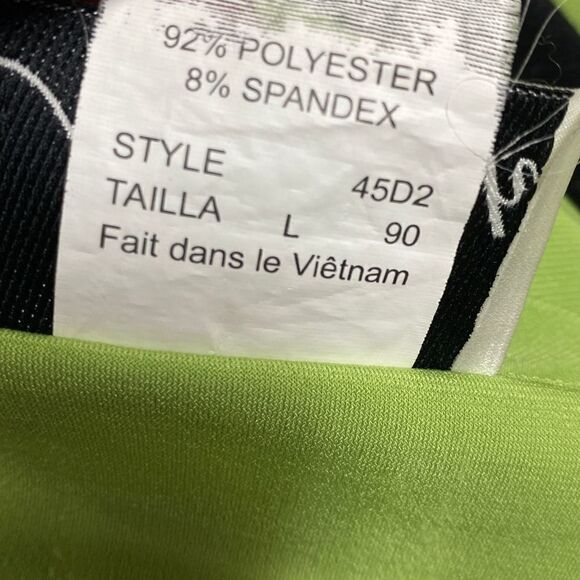 92% POLYESTER
8% SPANDEX
STYLE 45D2
TAILLA L 90
Fait dans le Viêtnam
S